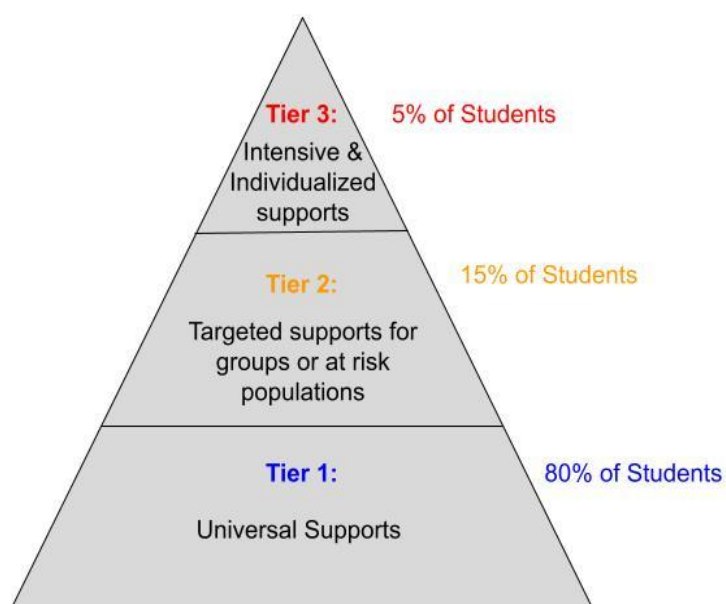 Tier 3:
5% of Students
Intensive &
Individualized
supports
Tier 2:
15% of Students
Targeted supports for
groups or at risk
populations
Tier 1:
80% of Students
Universal Supports